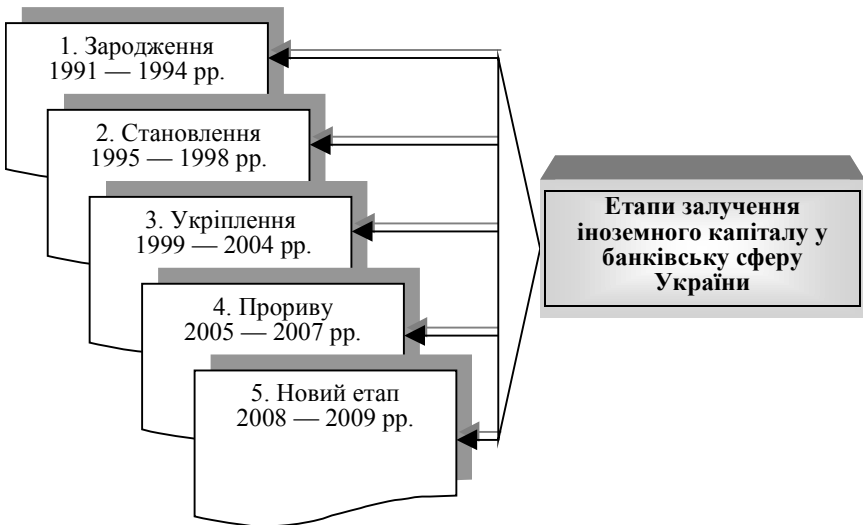 1. Зародження
1991 — 1994 рр.
2. Становлення
1995 — 1998 рр.
3. Укріплення
1999 — 2004 рр.
4. Прориву
2005 — 2007 рр.
5. Новий етап
2008 — 2009 рр.
Етапи залучення
іноземного капіталу у
банківську сферу
України